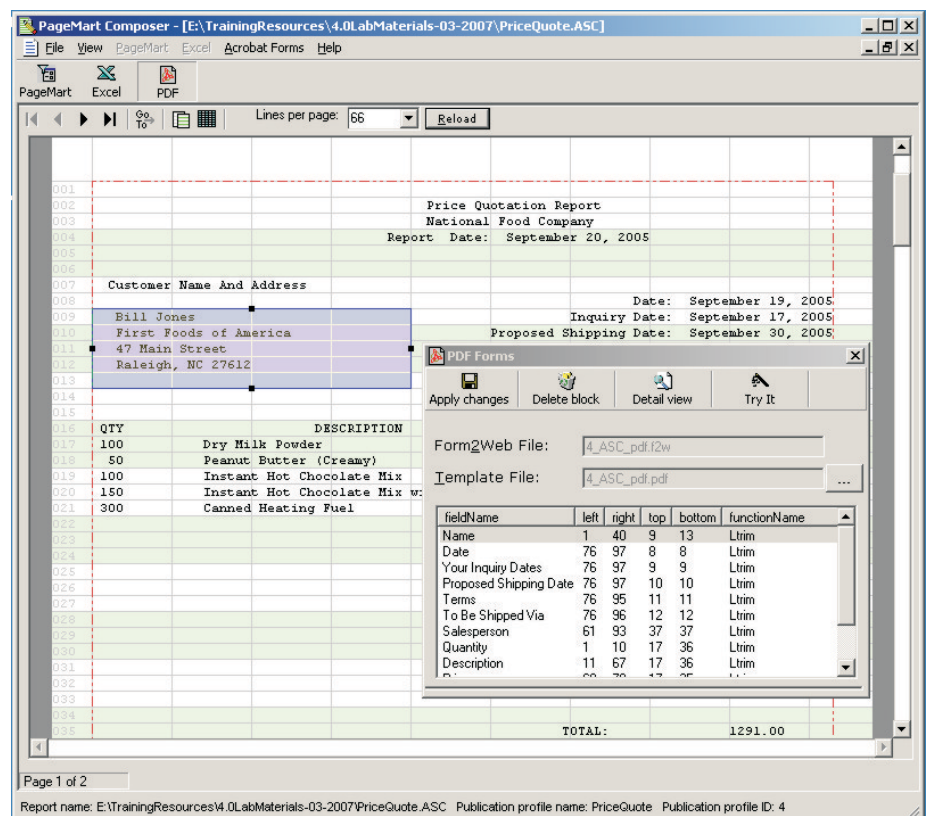 PageMart Composer - [E:\TrainingResources\4.0LabMaterials-03-2007\PriceQuote.ASC]
File View PageMart Excel Acrobat Forms Help
PageMart Excel PDF
Go To Lines per page: 66 Reload
001
002 Price Quotation Report
003 National Food Company
004 Report Date: September 20, 2005
005
006
007 Customer Name And Address
008 Date: September 19, 2005
009 Bill Jones Inquiry Date: September 17, 2005
010 First Foods of America Proposed Shipping Date: September 30, 2005
011 47 Main Street
012 Raleigh, NC 27612
013
014
015
016 QTY DESCRIPTION
017 100 Dry Milk Powder
018 50 Peanut Butter (Creamy)
019 100 Instant Hot Chocolate Mix
020 150 Instant Hot Chocolate Mix
021 300 Canned Heating Fuel
022
023
024
025
026
027
028
029
030
031
032
033
034
035 TOTAL: 1291.00
PDF Forms
Apply changes Delete block Detail view Try It
Form2Web File: 4_ASC_pdf.f2w
Template File: 4_ASC_pdf.pdf ...
fieldName left right top bottom functionName
Name 1 40 9 13 Ltrim
Date 76 97 8 8 Ltrim
Your Inquiry Dates 76 97 9 9 Ltrim
Proposed Shipping Date 76 97 10 10 Ltrim
Terms 76 95 11 11 Ltrim
To Be Shipped Via 76 96 12 12 Ltrim
Salesperson 61 93 37 37 Ltrim
Quantity 1 10 17 36 Ltrim
Description 11 67 17 36 Ltrim
Page 1 of 2
Report name: E:\TrainingResources\4.0LabMaterials-03-2007\PriceQuote.ASC Publication profile name: PriceQuote Publication profile ID: 4